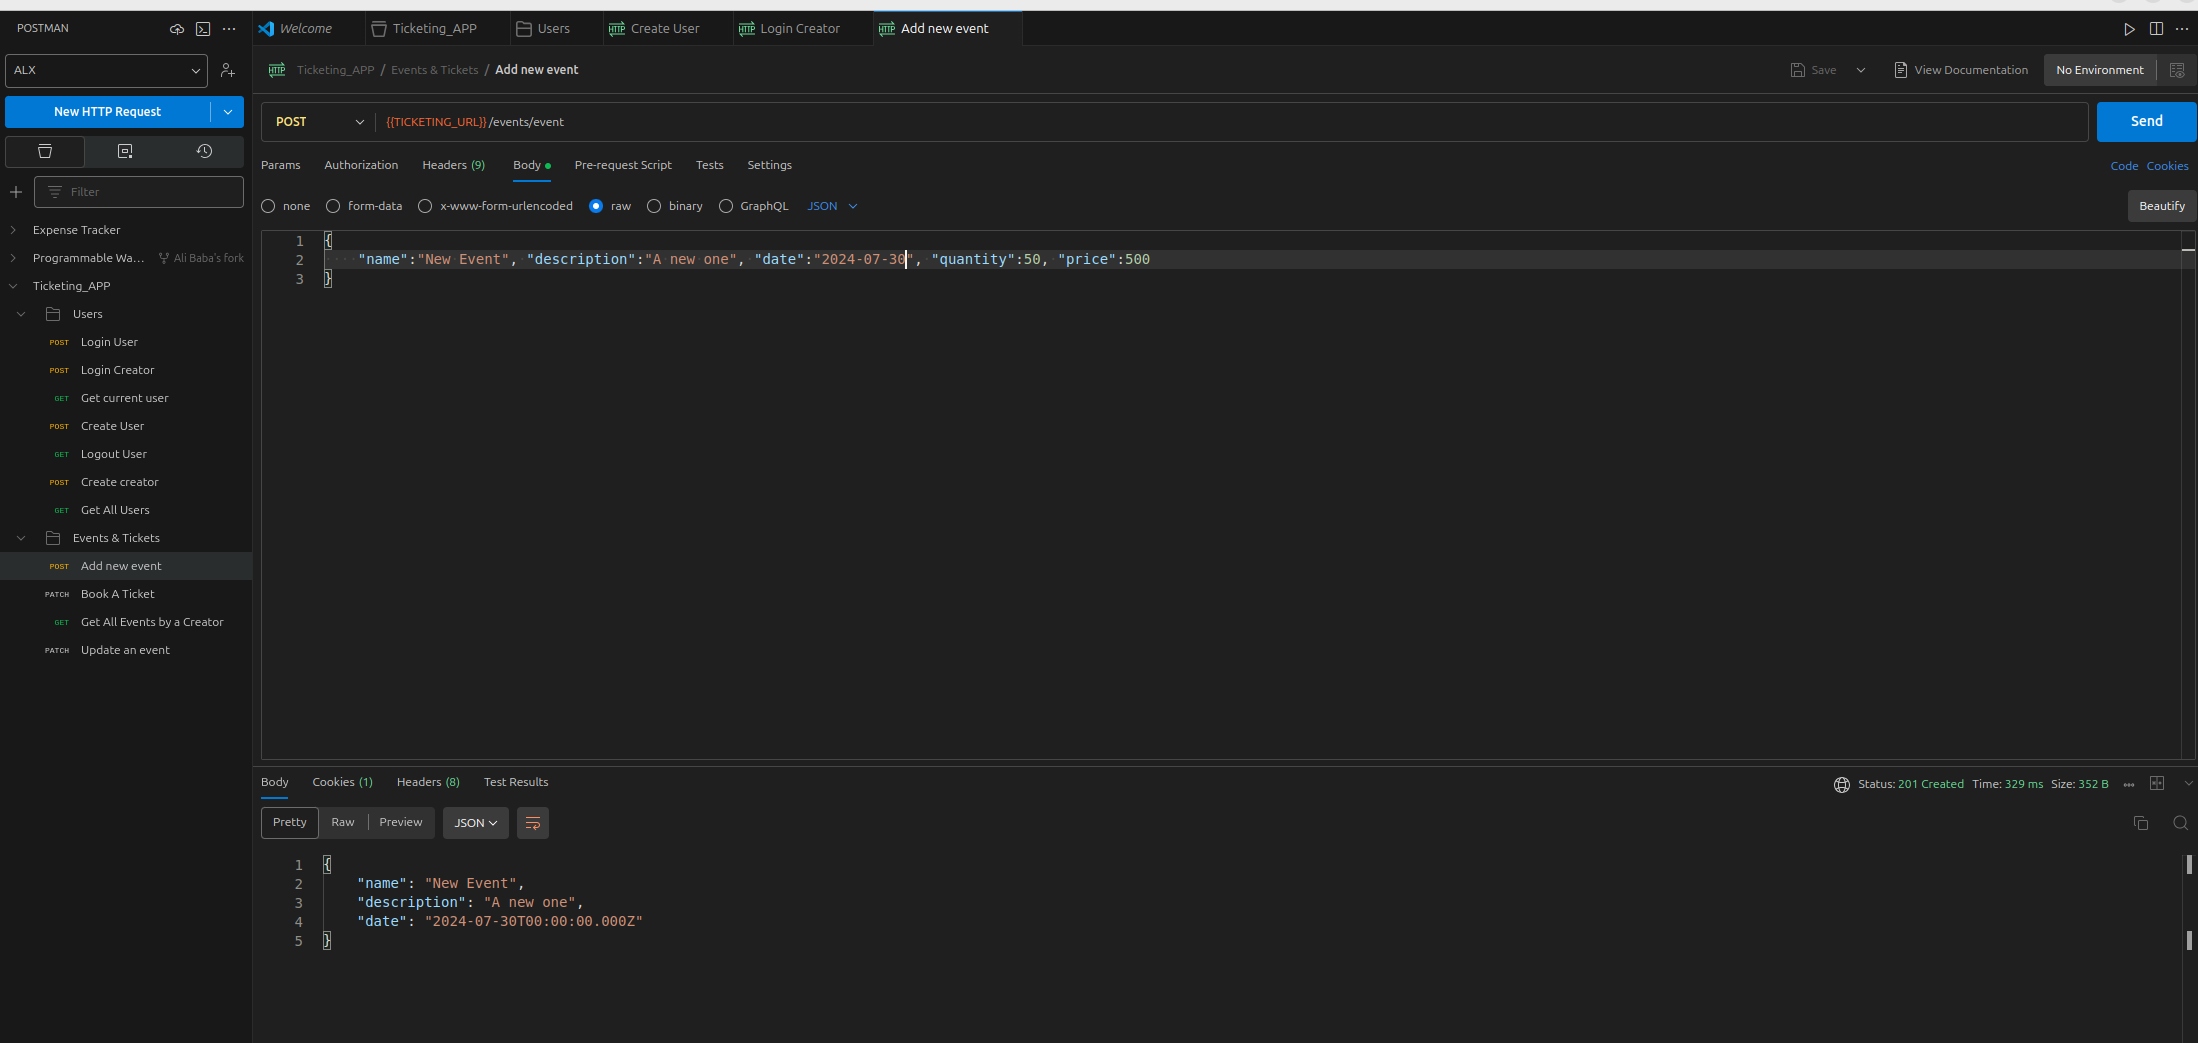 POSTMAN
Welcome
Ticketing_APP
Users
HTTP Create User
HTTP Login Creator
HTTP Add new event
ALX
HTTP Ticketing_APP / Events & Tickets / Add new event
Save
View Documentation
No Environment
New HTTP Request
POST
{{TICKETING_URL}}/events/event
Send
Params
Authorization
Headers (9)
Body
Pre-request Script
Tests
Settings
Code
Cookies
Filter
none
form-data
x-www-form-urlencoded
raw
binary
GraphQL
JSON
Beautify
Expense Tracker
Programmable Wa...
Ali Baba's fork
Ticketing_APP
Users
POST Login User
POST Login Creator
GET Get current user
POST Create User
GET Logout User
POST Create creator
GET Get All Users
Events & Tickets
POST Add new event
PATCH Book A Ticket
GET Get All Events by a Creator
PATCH Update an event
1 {
2 "name":"New Event", "description":"A new one", "date":"2024-07-30", "quantity":50, "price":500
3 }
Body
Cookies (1)
Headers (8)
Test Results
Status: 201 Created Time: 329 ms Size: 352 B
Pretty
Raw
Preview
JSON
1 {
2 "name": "New Event",
3 "description": "A new one",
4 "date": "2024-07-30T00:00:00.000Z"
5 }